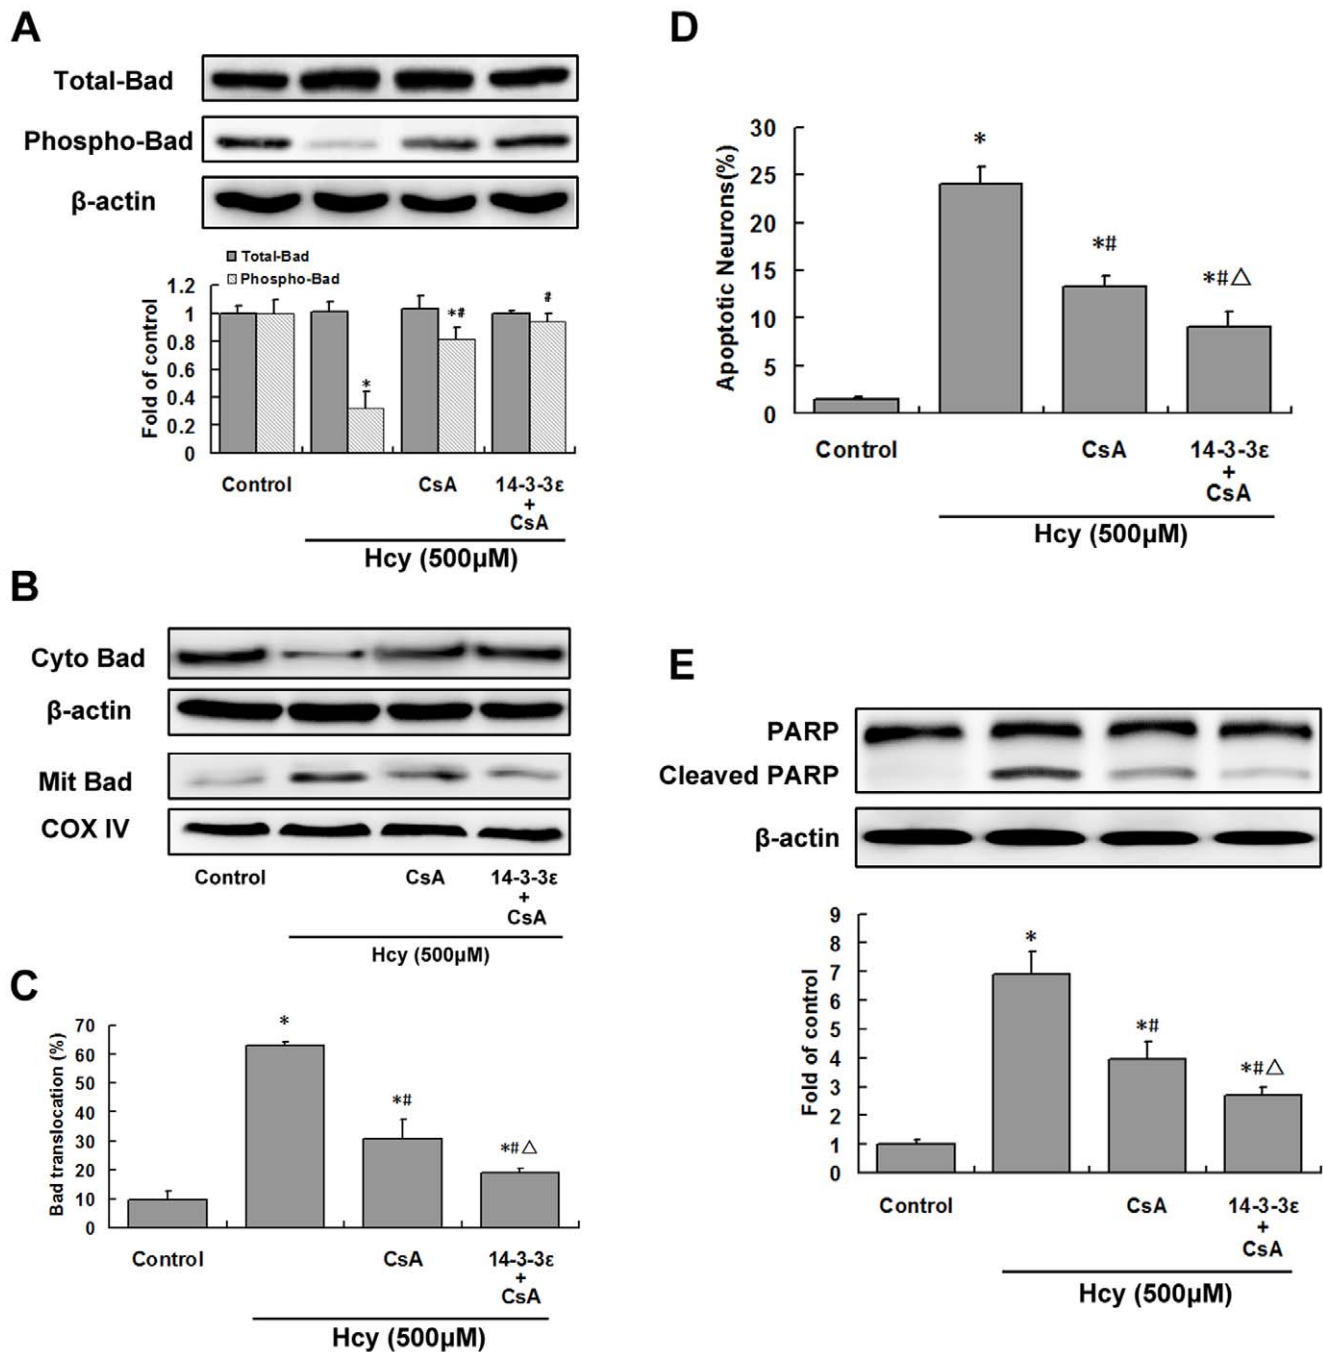 A
Total-Bad
Phospho-Bad
β-actin
Total-Bad
Phospho-Bad
Fold of control
1.2
1
0.8
0.6
0.4
0.2
0
*
*#
#
Control
CsA
14-3-3ε
+
CsA
Hcy (500μM)
B
Cyto Bad
β-actin
Mit Bad
COX IV
Control
CsA
14-3-3ε
+
CsA
Hcy (500μM)
C
Bad translocation (%)
70
60
50
40
30
20
10
0
*
*#
*#△
Control
CsA
14-3-3ε
+
CsA
Hcy (500μM)
D
Apoptotic Neurons(%)
30
25
20
15
10
5
0
*
*#
*#△
Control
CsA
14-3-3ε
+
CsA
Hcy (500μM)
E
PARP
Cleaved PARP
β-actin
Fold of control
9
8
7
6
5
4
3
2
1
0
*
*#
*#△
Control
CsA
14-3-3ε
+
CsA
Hcy (500μM)